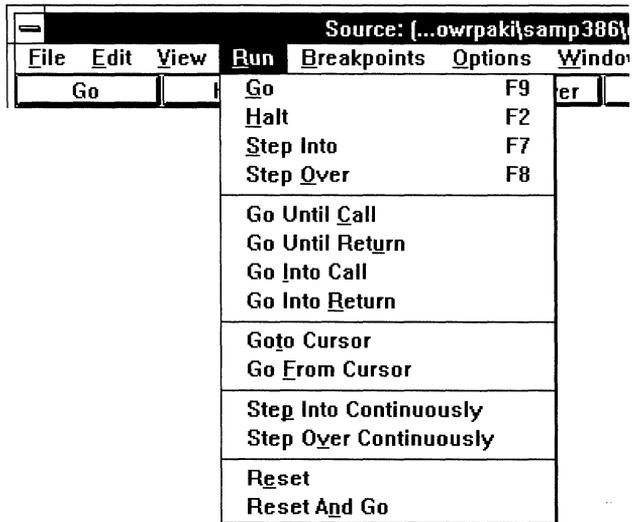 Source: (...owrpaki\samp386\
File Edit View Run Breakpoints Options Windo
Go
Go F9
Halt F2
Step Into F7
Step Over F8
Go Until Call
Go Until Return
Go Into Call
Go Into Return
Goto Cursor
Go From Cursor
Step Into Continuously
Step Over Continuously
Reset
Reset And Go